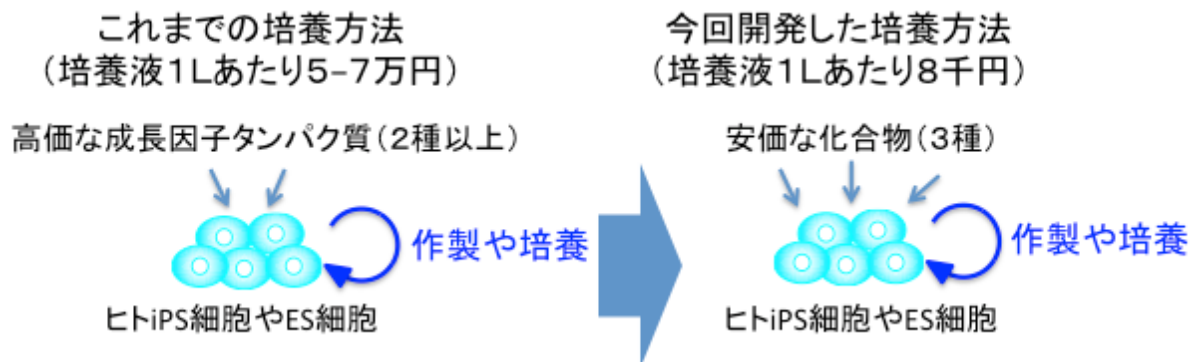 これまでの培養方法
（培養液１Lあたり５−７万円）
高価な成長因子タンパク質（２種以上）
作製や培養
ヒトiPS細胞やES細胞
今回開発した培養方法
（培養液１Lあたり８千円）
安価な化合物（３種）
作製や培養
ヒトiPS細胞やES細胞